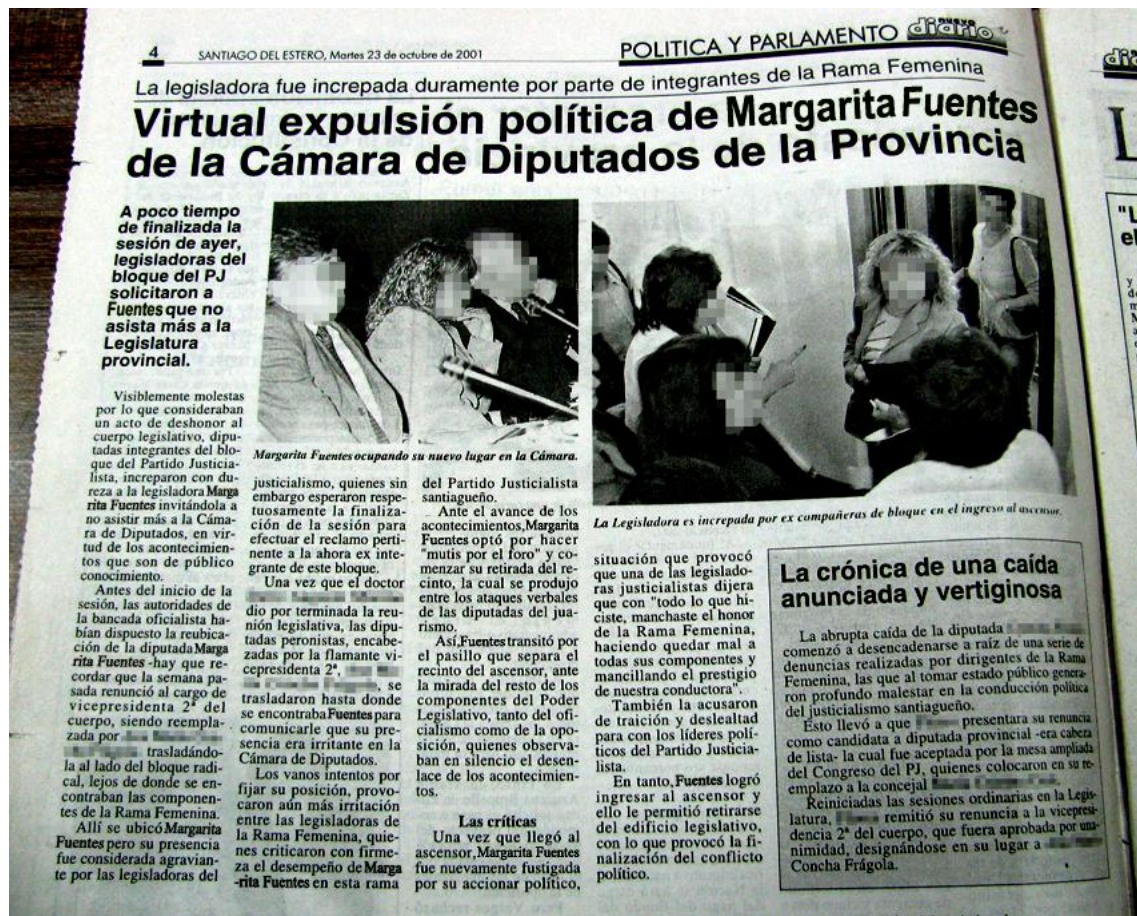 4
SANTIAGO DEL ESTERO, Martes 23 de octubre de 2001
POLITICA Y PARLAMENTO
nuevo
diario
La legisladora fue increpada duramente por parte de integrantes de la Rama Femenina
Virtual expulsión política de Margarita Fuentes
de la Cámara de Diputados de la Provincia
A poco tiempo
de finalizada la
sesión de ayer,
legisladoras del
bloque del PJ
solicitaron a
Fuentes que no
asista más a la
Legislatura
provincial.
Visiblemente molestas
por lo que consideraban
un acto de deshonor al
cuerpo legislativo, dipu-
tadas integrantes del blo-
que del Partido Justicia-
lista, increparon con du-
reza a la legisladora Marga
rita Fuentes invitándola a
no asistir más a la Cáma-
ra de Diputados, en vir-
tud de los acontecimien-
tos que son de público
conocimiento.
Antes del inicio de la
sesión, las autoridades de
la bancada oficialista ha-
bían dispuesto la reubica-
ción de la diputada Marga
rita Fuentes -hay que re-
cordar que la semana pa-
sada renunció al cargo de
vicepresidenta 2ª del
cuerpo, siendo reempla-
zada por
trasladándo-
la al lado del bloque radi-
cal, lejos de donde se en-
contraban las componen-
tes de la Rama Femenina.
Allí se ubicó Margarita
Fuentes pero su presencia
fue considerada agravian-
te por las legisladoras del
Margarita Fuentes ocupando su nuevo lugar en la Cámara.
justicialismo, quienes sin
embargo esperaron respe-
tuosamente la finaliza-
ción de la sesión para
efectuar el reclamo perti-
nente a la ahora ex inte-
grante de este bloque.
Una vez que el doctor
dio por terminada la reu-
nión legislativa, las dipu-
tadas peronistas, encabe-
zadas por la flamante vi-
cepresidenta 2ª,
, se
trasladaron hasta donde
se encontraba Fuentes para
comunicarle que su pre-
sencia era irritante en la
Cámara de Diputados.
Los vanos intentos por
fijar su posición, provo-
caron aún más irritación
entre las legisladoras de
la Rama Femenina, quie-
nes criticaron con firme-
za el desempeño de Marga
-rita Fuentes en esta rama
del Partido Justicialista
santiagueño.
Ante el avance de los
acontecimientos, Margarita
Fuentes optó por hacer
"mutis por el foro" y co-
menzar su retirada del re-
cinto, la cual se produjo
entre los ataques verbales
de las diputadas del jua-
rismo.
Así, Fuentes transitó por
el pasillo que separa el
recinto del ascensor, ante
la mirada del resto de los
componentes del Poder
Legislativo, tanto del ofi-
cialismo como de la opo-
sición, quienes observa-
ban en silencio el desen-
lace de los acontecimien-
tos.
Las críticas
Una vez que llegó al
ascensor, Margarita Fuentes
fue nuevamente fustigada
por su accionar político,
La Legisladora es increpada por ex compañeras de bloque en el ingreso al ascensor.
situación que provocó
que una de las legislado-
ras justicialistas dijera
que con "todo lo que hi-
ciste, manchaste el honor
de la Rama Femenina,
haciendo quedar mal a
todas sus componentes y
mancillando el prestigio
de nuestra conductora".
También la acusaron
de traición y deslealtad
para con los líderes polí-
ticos del Partido Justicia-
lista.
En tanto, Fuentes logró
ingresar al ascensor y
ello le permitió retirarse
del edificio legislativo,
con lo que provocó la fi-
nalización del conflicto
político.
La crónica de una caída
anunciada y vertiginosa
La abrupta caída de la diputada
comenzó a desencadenarse a raíz de una serie de
denuncias realizadas por dirigentes de la Rama
Femenina, las que al tomar estado público genera-
ron profundo malestar en la conducción política
del justicialismo santiagueño.
Esto llevó a que presentara su renuncia
como candidata a diputada provincial -era cabeza
de lista- la cual fue aceptada por la mesa ampliada
del Congreso del PJ, quienes colocaron en su re-
emplazo a la concejal
Reiniciadas las sesiones ordinarias en la Legis-
latura, remitió su renuncia a la vicepresi-
dencia 2ª del cuerpo, que fuera aprobada por una-
nimidad, designándose en su lugar a
Concha Frágola.